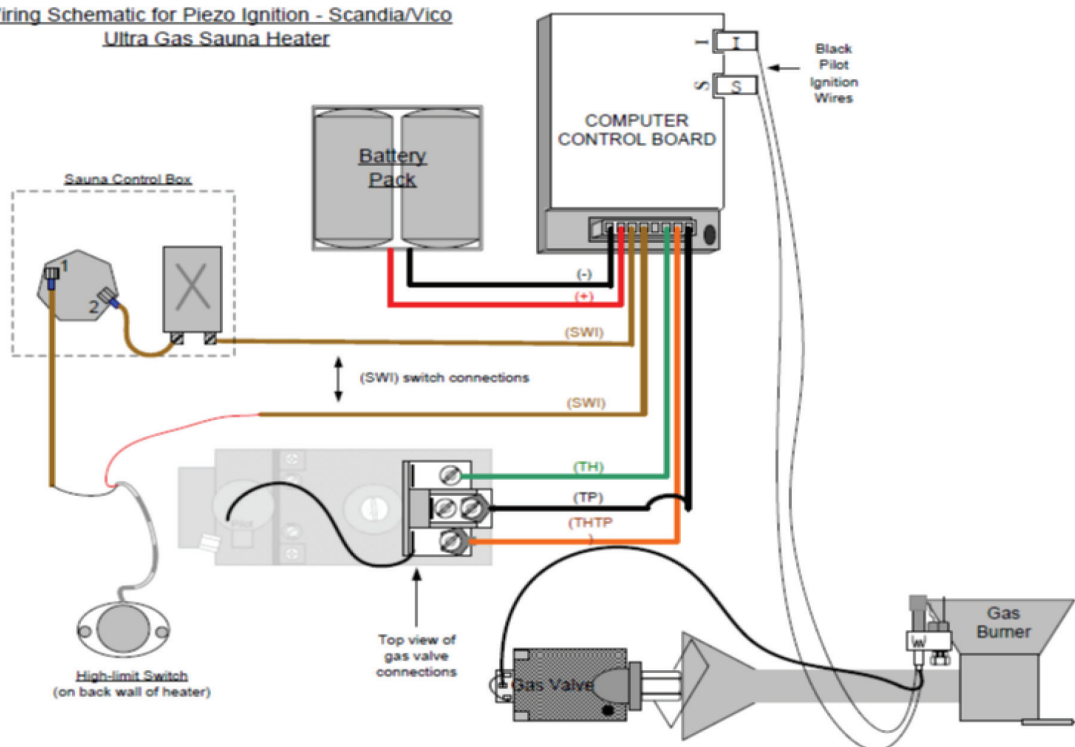 iring Schematic for Piezo Ignition - Scandia/Vico
Ultra Gas Sauna Heater
I
I
S
S
Black
Pilot
Ignition
Wires
COMPUTER
CONTROL BOARD
Battery
Pack
Sauna Control Box
1
2
X
(-)
(+)
(SWI)
(SWI) switch connections
(SWI)
(TH)
(TP)
(THTP
)
Top view of
gas valve
connections
High-limit Switch
(on back wall of heater)
Gas Valve
Gas
Burner